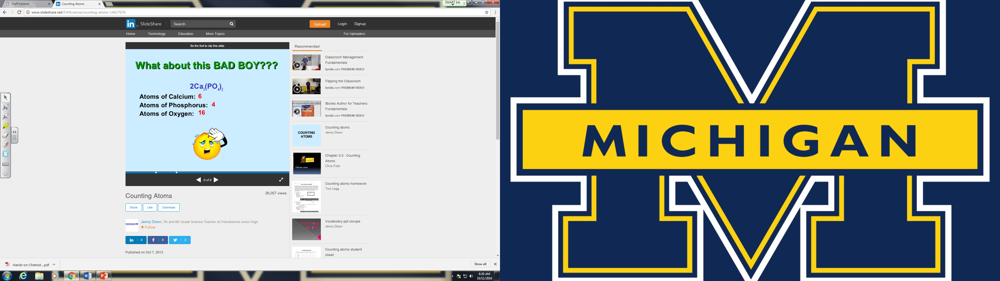 Staff Intranet
Counting Atoms
SMART Ink
www.slideshare.net/FJHScience/counting-atoms-14627676
in
SlideShare
Search
Upload
Login
Signup
Home
Technology
Education
More Topics
For Uploaders
Be the first to clip this slide
What about this BAD BOY???
2Ca3(PO4)2
Atoms of Calcium: 6
Atoms of Phosphorus: 4
Atoms of Oxygen: 16
8 of 8
Counting Atoms
26,057 views
Share
Like
Download
Jenny Dixon, 7th and 8th Grade Science Teacher at Friendswood Junior High
+ Follow
in 0
f 0
2
Published on Oct 7, 2012
Recommended
Classroom Management
Fundamentals
lynda.com PREMIUM VIDEO
Flipping the Classroom
lynda.com PREMIUM VIDEO
iBooks Author for Teachers:
Fundamentals
lynda.com PREMIUM VIDEO
Geology
COUNTING
ATOMS
Counting atoms
Jenny Dixon
COUNTING ATOMS
Chapter 3.3 : Counting
Atoms
Chris Foltz
Counting atoms homework
Toni Legg
Vocabulary ppt cscope
Jenny Dixon
Counting atoms student
sheet
Hands-on-Chemist....pdf
Show all
8:30 AM
10/11/2016
MICHIGAN